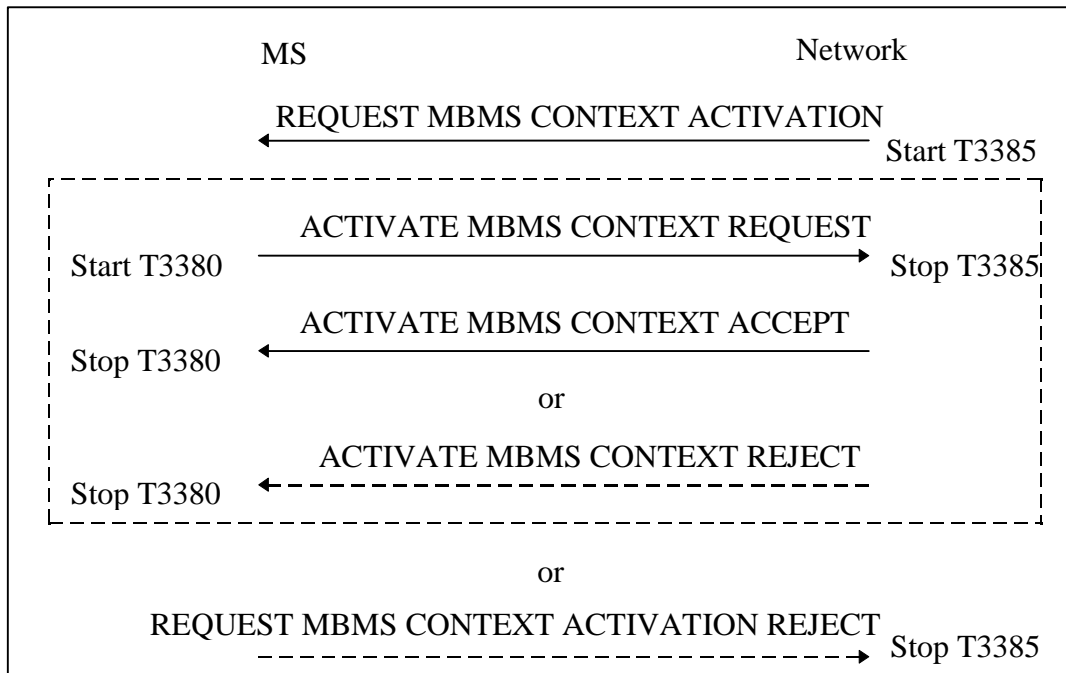 MS
Network
REQUEST MBMS CONTEXT ACTIVATION
Start T3385
ACTIVATE MBMS CONTEXT REQUEST
Start T3380
Stop T3385
ACTIVATE MBMS CONTEXT ACCEPT
Stop T3380
or
ACTIVATE MBMS CONTEXT REJECT
Stop T3380
or
REQUEST MBMS CONTEXT ACTIVATION REJECT
Stop T3385